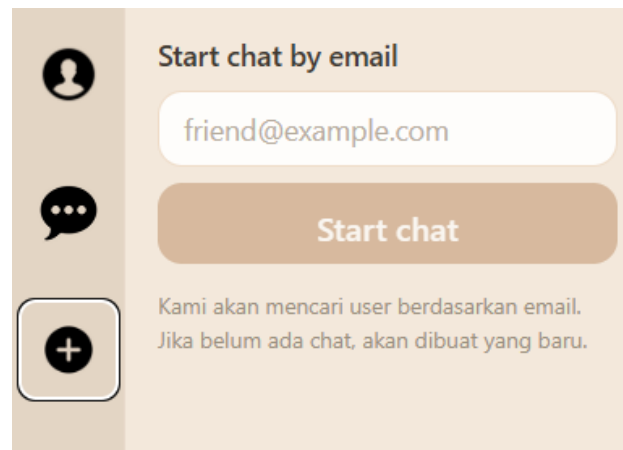 Start chat by email
friend@example.com
Start chat
Kami akan mencari user berdasarkan email.
Jika belum ada chat, akan dibuat yang baru.